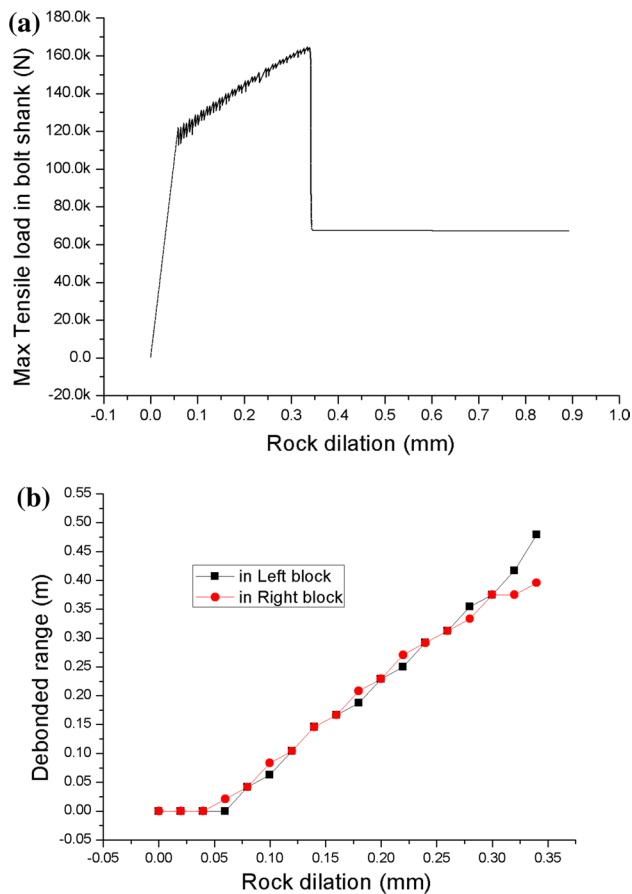 (a)
Max Tensile load in bolt shank (N)
180.0k
160.0k
140.0k
120.0k
100.0k
80.0k
60.0k
40.0k
20.0k
0.0
-20.0k
-0.1 0.0 0.1 0.2 0.3 0.4 0.5 0.6 0.7 0.8 0.9 1.0
Rock dilation (mm)
(b)
Debonded range (m)
0.55
0.50
0.45
0.40
0.35
0.30
0.25
0.20
0.15
0.10
0.05
0.00
-0.05
in Left block
in Right block
-0.05 0.00 0.05 0.10 0.15 0.20 0.25 0.30 0.35
Rock dilation (mm)